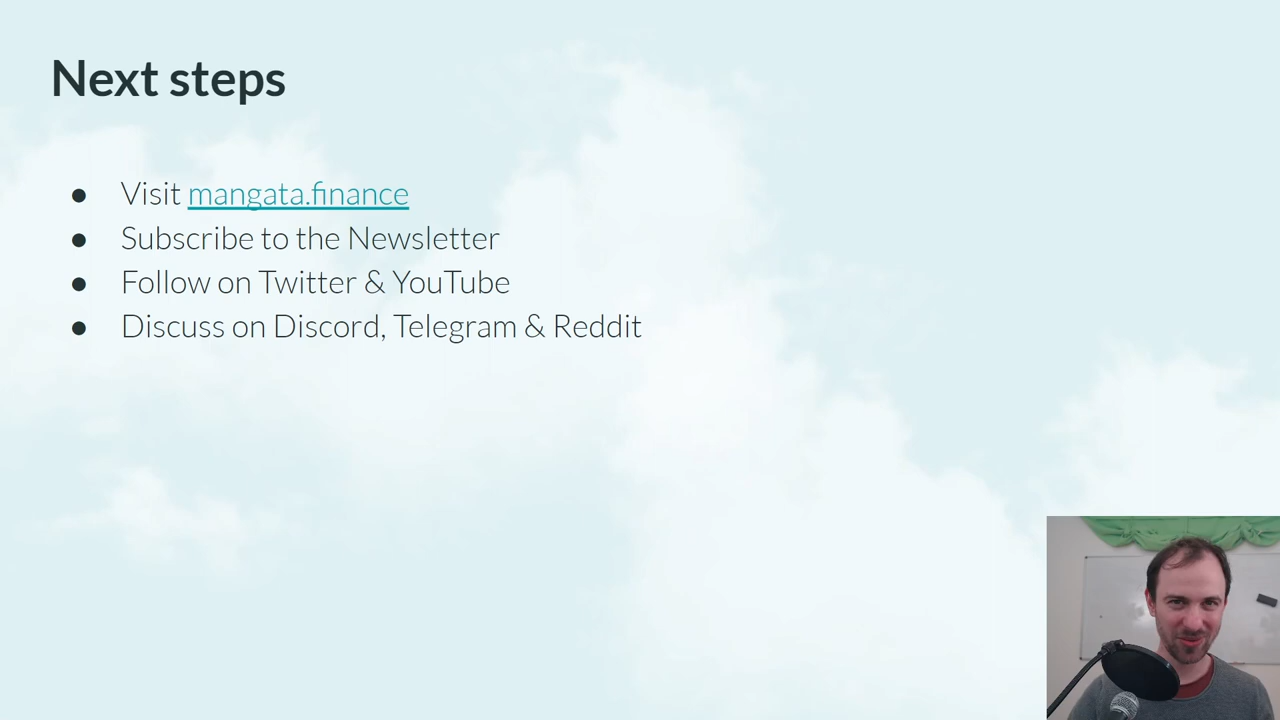 Next steps
● Visit mangata.finance
● Subscribe to the Newsletter
● Follow on Twitter & YouTube
● Discuss on Discord, Telegram & Reddit